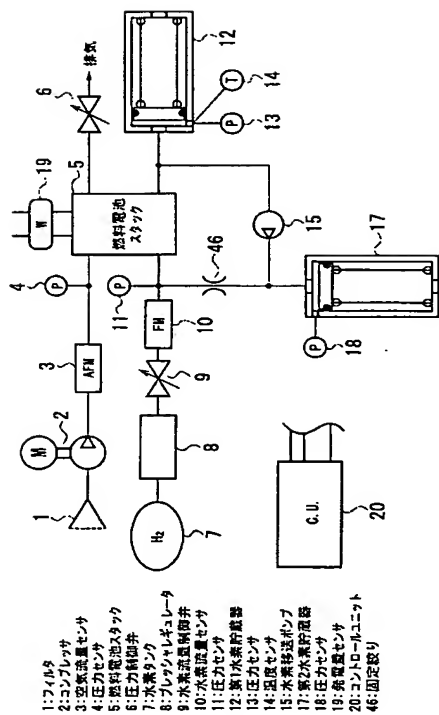 1
2
M
3
AFM
4
P
5
燃料電池
スタック
6
排気
19
W
7
H₂
8
9
10
FM
11
P
46
12
13
P
14
T
15
17
18
P
20
C.U.
1:フィルタ
2:コンプレッサ
3:空気流量センサ
4:圧力センサ
5:燃料電池スタック
6:圧力制御弁
7:水素タンク
8:プレッシャレギュレータ
9:水素流量制御弁
10:水素流量センサ
11:圧力センサ
12:第1水素貯蔵器
13:圧力センサ
14:温度センサ
15:水素移送ポンプ
17:第2水素貯蔵器
18:圧力センサ
19:発電量センサ
20:コントロールユニット
46:固定絞り